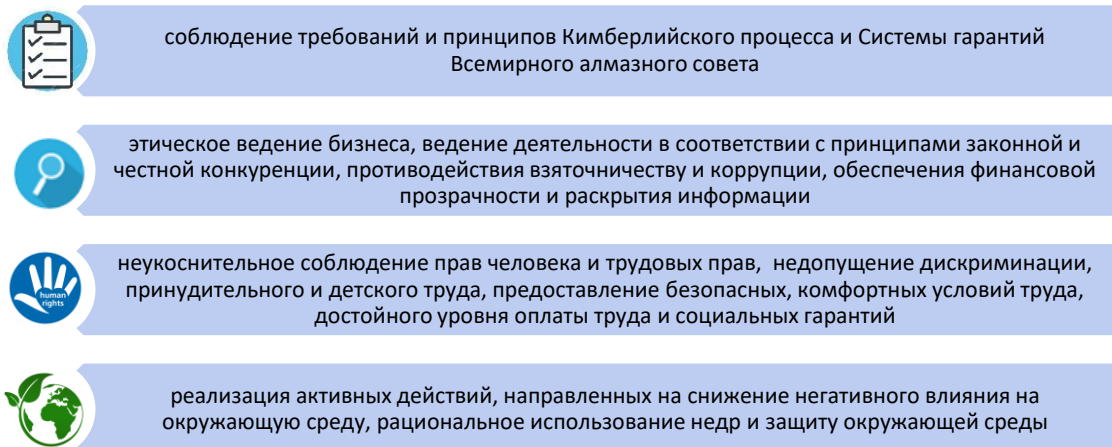 соблюдение требований и принципов Кимберлийского процесса и Системы гарантий
Всемирного алмазного совета
этическое ведение бизнеса, ведение деятельности в соответствии с принципами законной и
честной конкуренции, противодействия взяточничеству и коррупции, обеспечения финансовой
прозрачности и раскрытия информации
неукоснительное соблюдение прав человека и трудовых прав, недопущение дискриминации,
принудительного и детского труда, предоставление безопасных, комфортных условий труда,
достойного уровня оплаты труда и социальных гарантий
human
rights
реализация активных действий, направленных на снижение негативного влияния на
окружающую среду, рациональное использование недр и защиту окружающей среды